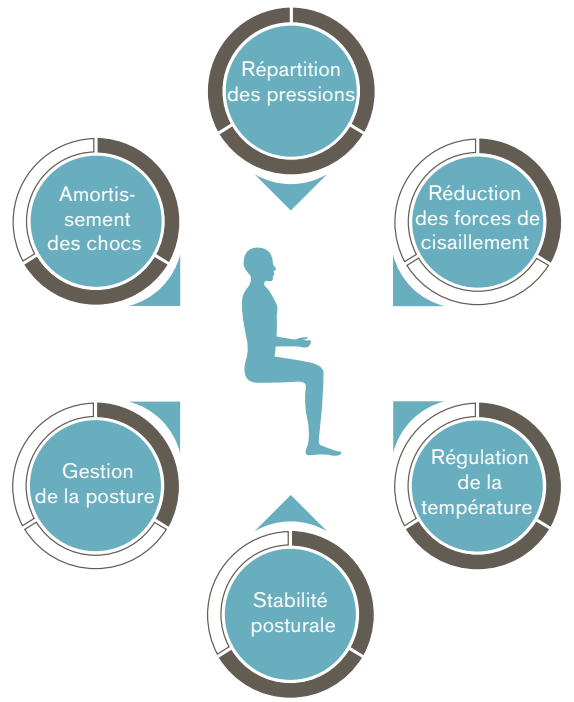 Répartition
des pressions
Amortis-
sement
des chocs
Réduction
des forces de
cisaillement
Gestion
de la posture
Régulation
de la
température
Stabilité
posturale